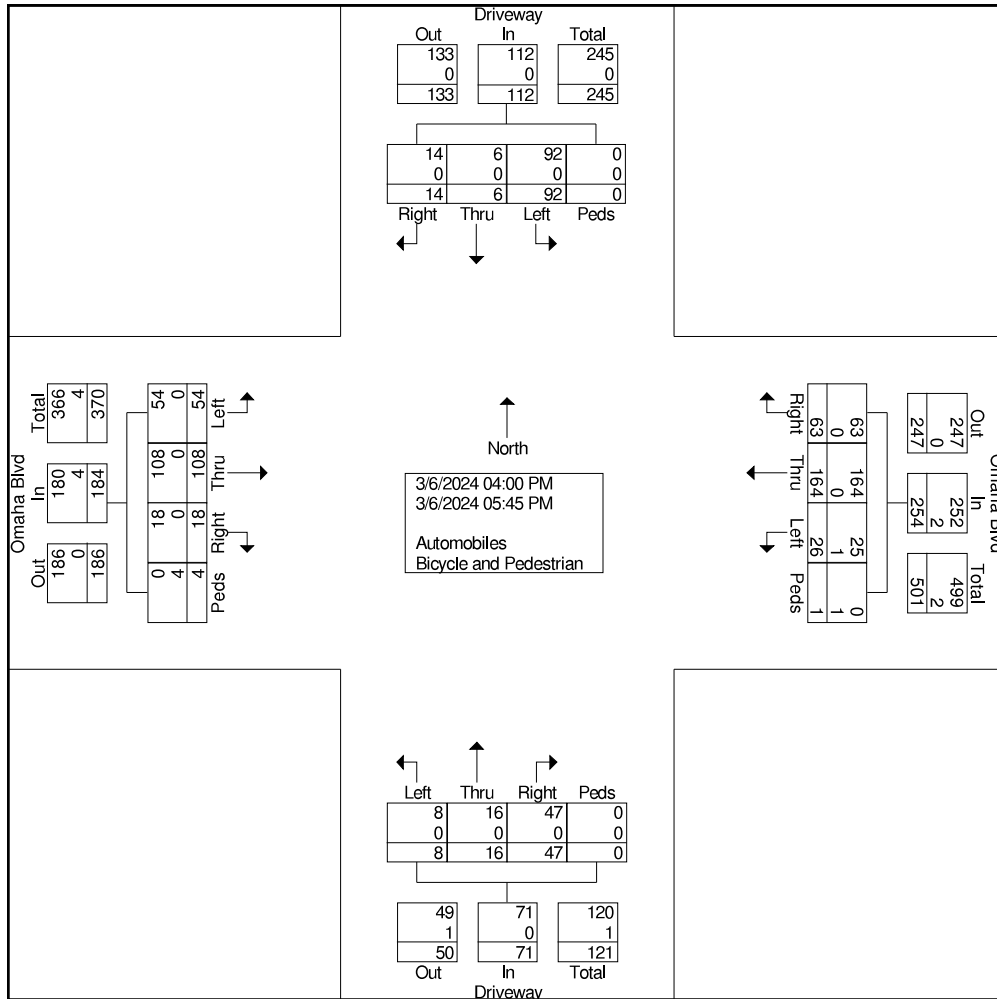 Driveway
Out In Total
133 112 245
0 0 0
133 112 245
14 6 92 0
0 0 0 0
14 6 92 0
Right Thru Left Peds
Omaha Blvd
Total In Out
366 180 186
4 4 0
370 184 186
54 108 18 0
0 0 0 4
54 108 18 4
Left Thru Right Peds
North
3/6/2024 04:00 PM
3/6/2024 05:45 PM
Automobiles
Bicycle and Pedestrian
Omaha Blvd
Out In Total
247 252 499
0 2 2
247 254 501
63 164 25 0
0 0 1 1
63 164 26 1
Right Thru Left Peds
Left Thru Right Peds
8 16 47 0
0 0 0 0
8 16 47 0
49 71 120
1 0 1
50 71 121
Out In Total
Driveway